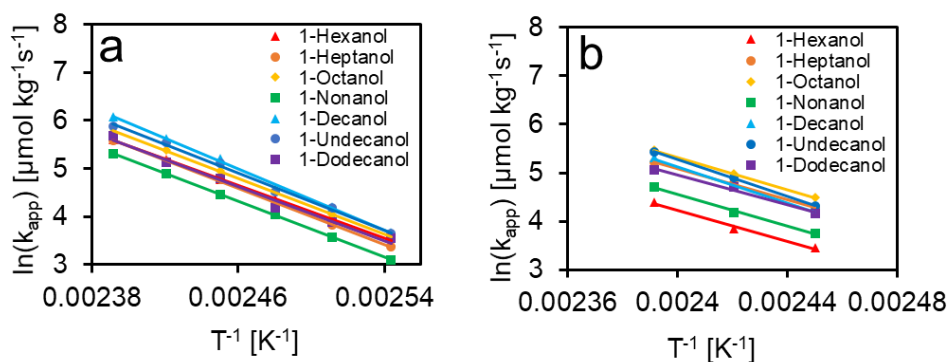 a
ln(k_app) [µmol kg⁻¹s⁻¹]
8
7
6
5
4
3
1-Hexanol
1-Heptanol
1-Octanol
1-Nonanol
1-Decanol
1-Undecanol
1-Dodecanol
0.00238
0.00246
0.00254
T⁻¹ [K⁻¹]
b
ln(k_app) [µmol kg⁻¹s⁻¹]
8
7
6
5
4
3
1-Hexanol
1-Heptanol
1-Octanol
1-Nonanol
1-Decanol
1-Undecanol
1-Dodecanol
0.00236
0.0024
0.00244
0.00248
T⁻¹ [K⁻¹]